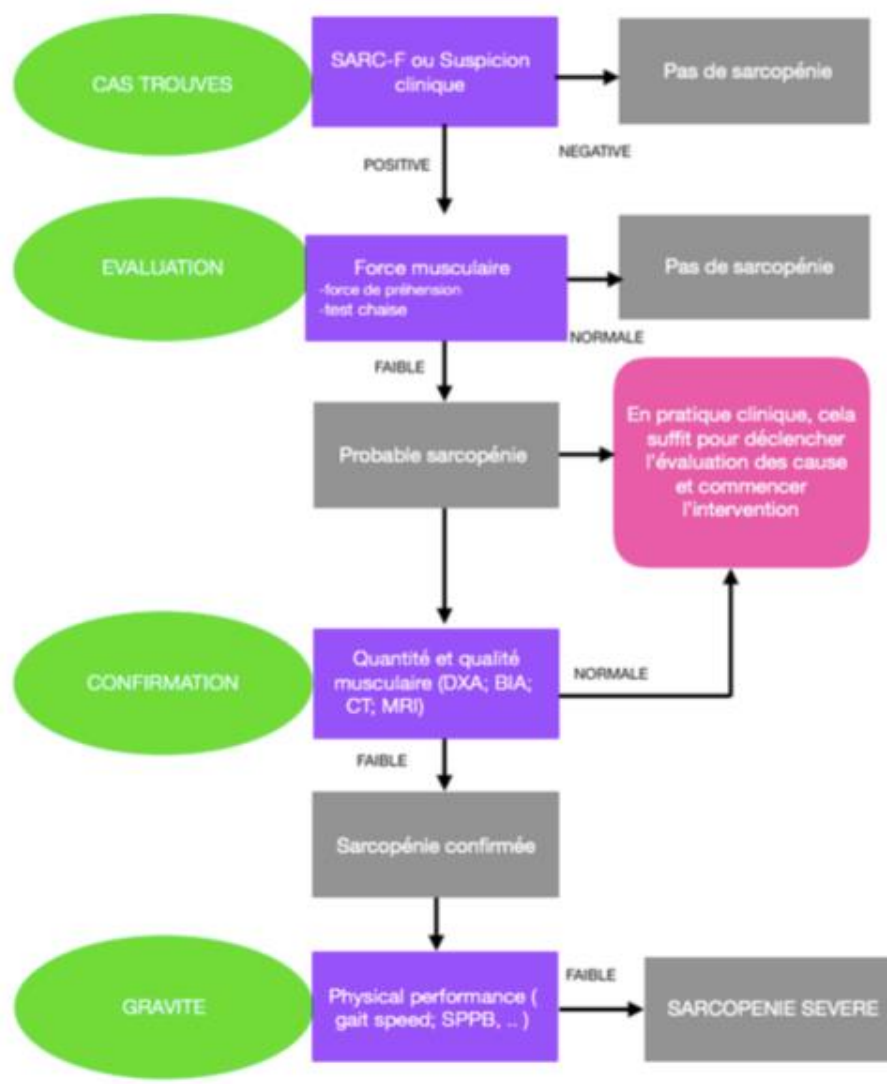 CAS TROUVES
SARC-F ou Suspicion
clinique
Pas de sarcopénie
POSITIVE
NEGATIVE
EVALUATION
Force musculaire
-force de préhension
-test chaise
Pas de sarcopénie
NORMALE
FAIBLE
Probable sarcopénie
En pratique clinique, cela
suffit pour déclencher
l'évaluation des cause
et commencer
l'intervention
CONFIRMATION
Quantité et qualité
musculaire (DXA; BIA;
CT; MRI)
NORMALE
FAIBLE
Sarcopénie confirmée
GRAVITE
Physical performance (
gait speed; SPPB, .. )
FAIBLE
SARCOPENIE SEVERE